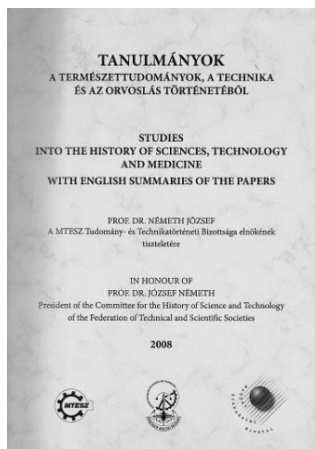 TANULMÁNYOK
A TERMÉSZETTUDOMÁNYOK, A TECHNIKA
ÉS AZ ORVOSLÁS TÖRTÉNETÉBŐL
STUDIES
INTO THE HISTORY OF SCIENCES, TECHNOLOGY
AND MEDICINE
WITH ENGLISH SUMMARIES OF THE PAPERS
PROF. DR. NÉMETH JÓZSEF
A MTESZ Tudomány- és Technikatörténeti Bizottsága elnökének
tiszteletére
IN HONOUR OF
PROF. DR. JÓZSEF NÉMETH
President of the Committee for the History of Science and Technology
of the Federation of Technical and Scientific Societies
2008
MTESZ